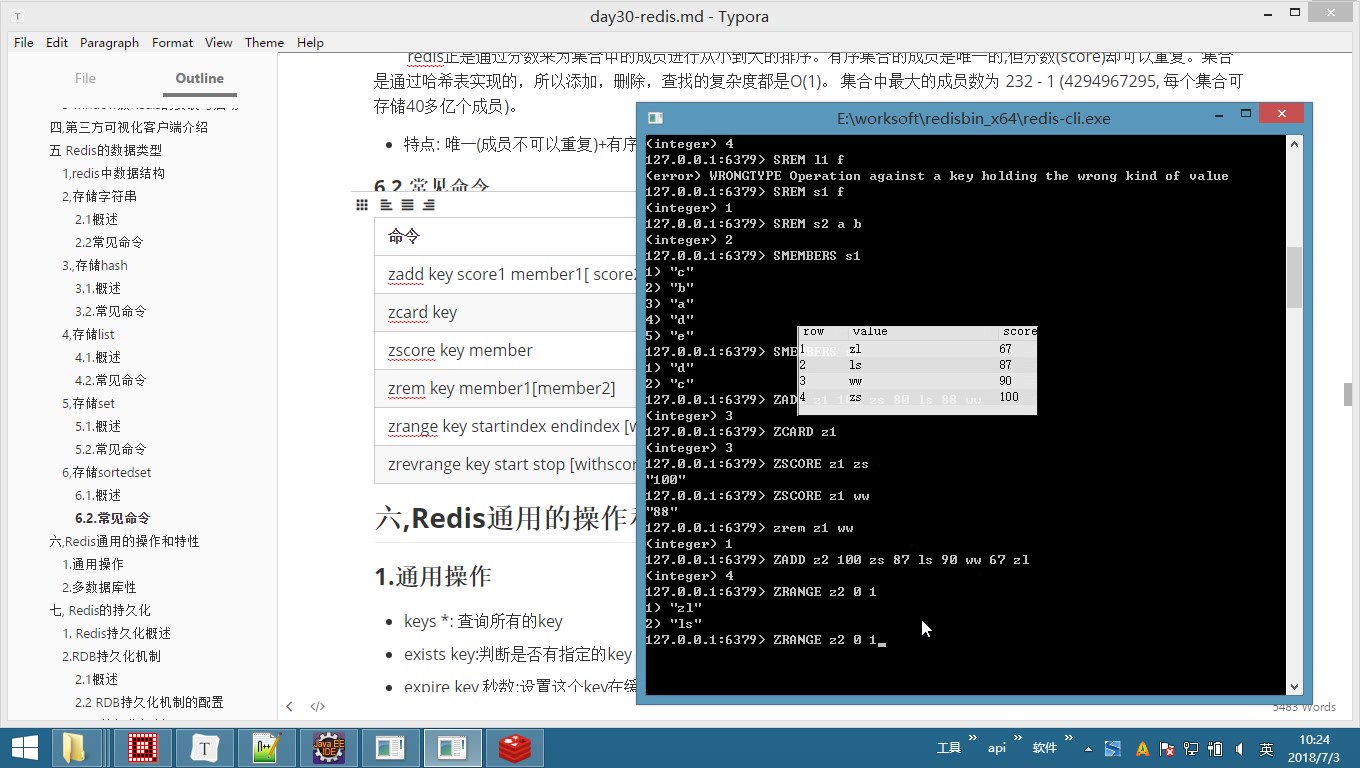 day30-redis.md - Typora
File Edit Paragraph Format View Theme Help
File Outline
四,第三方可视化客户端介绍
五 Redis的数据类型
1,redis中数据结构
2,存储字符串
2.1概述
2.2常见命令
3.,存储hash
3.1.概述
3.2.常见命令
4,存储list
4.1.概述
4.2.常见命令
5,存储set
5.1.概述
5.2.常见命令
6,存储sortedset
6.1.概述
6.2.常见命令
六,Redis通用的操作和特性
1.通用操作
2.多数据库性
七, Redis的持久化
1. Redis持久化概述
2.RDB持久化机制
2.1概述
2.2 RDB持久化机制的配置
redis正是通过分数来为集合中的成员进行从小到大的排序。有序集合的成员是唯一的,但分数(score)却可以重复。集合
是通过哈希表实现的，所以添加，删除，查找的复杂度都是O(1)。 集合中最大的成员数为 232 - 1 (4294967295, 每个集合可
存储40多亿个成员)。
特点: 唯一(成员不可以重复)+有序
6.2.常见命令
命令
zadd key score1 member1[ score2
zcard key
zscore key member
zrem key member1[member2]
zrange key startindex endindex [w
zrevrange key start stop [withscor
六,Redis通用的操作和
1.通用操作
keys *: 查询所有的key
exists key:判断是否有指定的key
expire key 秒数:设置这个key在缓
5483 Words
E:\worksoft\redisbin_x64\redis-cli.exe
(integer) 4
127.0.0.1:6379> SREM l1 f
(error) WRONGTYPE Operation against a key holding the wrong kind of value
127.0.0.1:6379> SREM s1 f
(integer) 1
127.0.0.1:6379> SREM s2 a b
(integer) 2
127.0.0.1:6379> SMEMBERS s1
1) "c"
2) "b"
3) "a"
4) "d"
5) "e"
127.0.0.1:6379> SMEMBERS
1) "d"
2) "c"
127.0.0.1:6379> ZADD z1 100 zs 80 ls 88 ww
(integer) 3
127.0.0.1:6379> ZCARD z1
(integer) 3
127.0.0.1:6379> ZSCORE z1 zs
"100"
127.0.0.1:6379> ZSCORE z1 ww
"88"
127.0.0.1:6379> zrem z1 ww
(integer) 1
127.0.0.1:6379> ZADD z2 100 zs 87 ls 90 ww 67 zl
(integer) 4
127.0.0.1:6379> ZRANGE z2 0 1
1) "zl"
2) "ls"
127.0.0.1:6379> ZRANGE z2 0 1
row value score
1 zl 67
2 ls 87
3 ww 90
4 zs 100
T Java EE IDE
工具 api 软件 英
10:24
2018/7/3